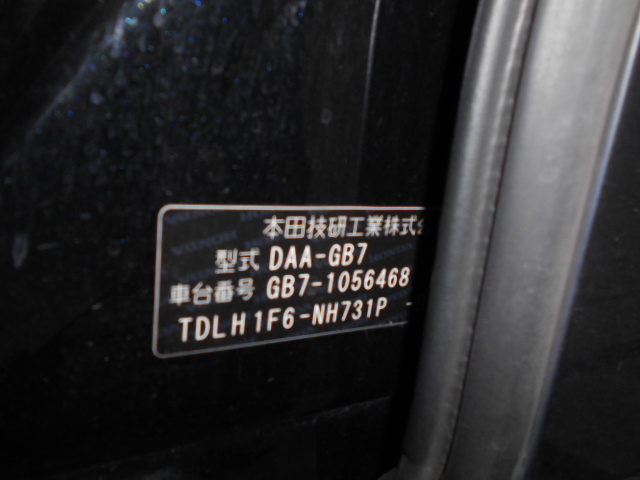 本田技研工業株式会
型式 DAA-GB7
車台番号 GB7-1056468
TDLH1F6-NH731P -